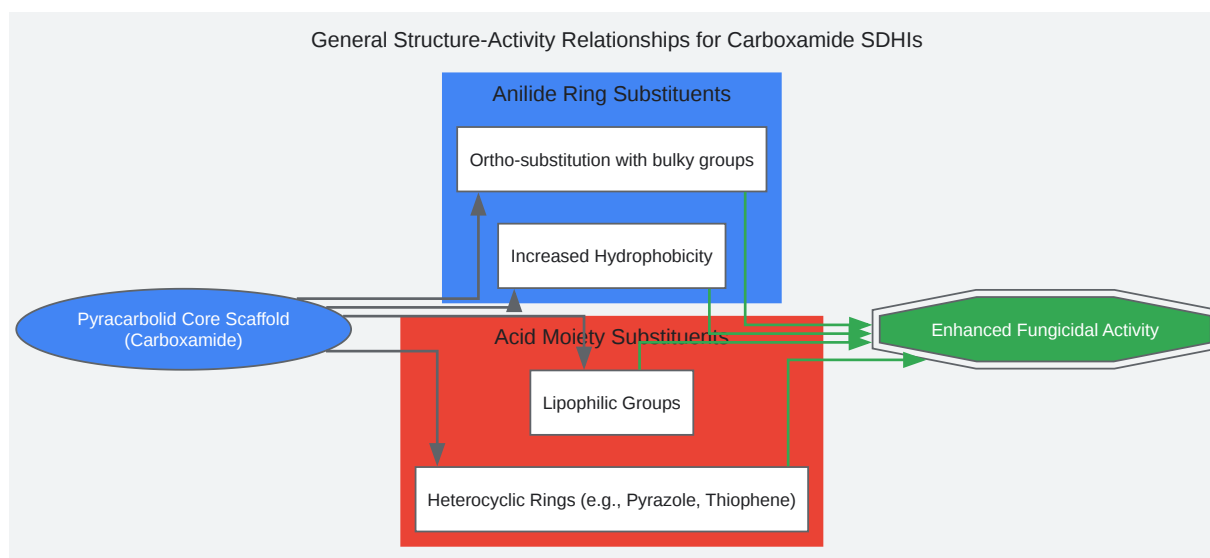 General Structure-Activity Relationships for Carboxamide SDHIs
Anilide Ring Substituents
Ortho-substitution with bulky groups
Increased Hydrophobicity
Pyracarbolid Core Scaffold
(Carboxamide)
Enhanced Fungicidal Activity
Acid Moiety Substituents
Lipophilic Groups
Heterocyclic Rings (e.g., Pyrazole, Thiophene)